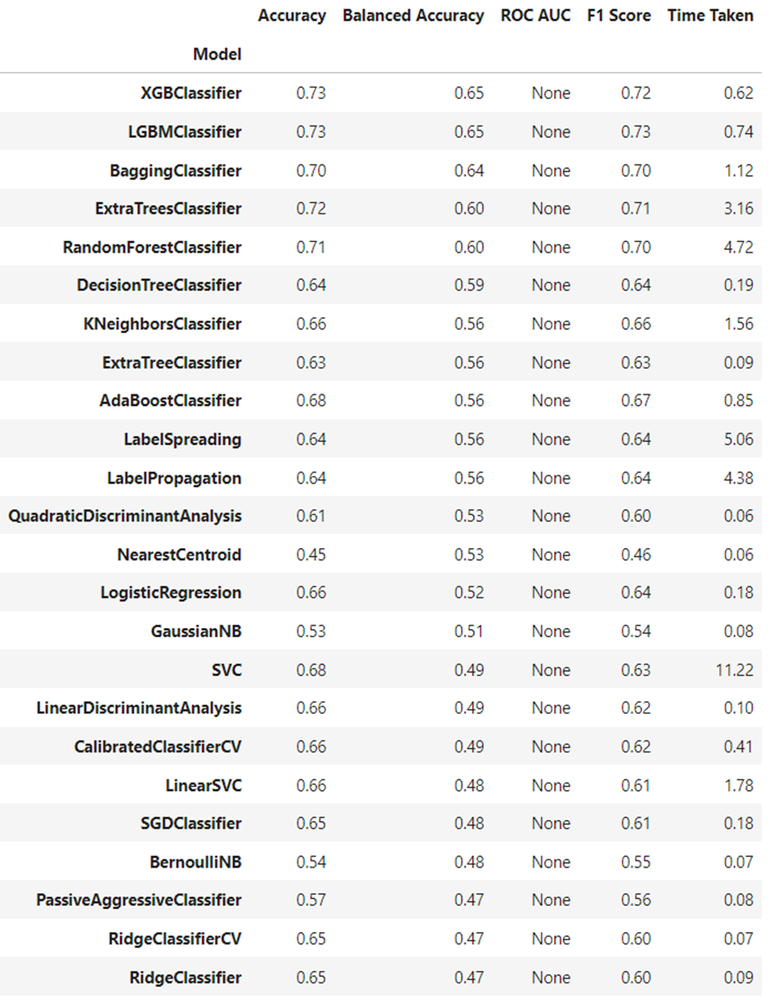 Accuracy Balanced Accuracy ROC AUC F1 Score Time Taken
Model
XGBClassifier 0.73 0.65 None 0.72 0.62
LGBMClassifier 0.73 0.65 None 0.73 0.74
BaggingClassifier 0.70 0.64 None 0.70 1.12
ExtraTreesClassifier 0.72 0.60 None 0.71 3.16
RandomForestClassifier 0.71 0.60 None 0.70 4.72
DecisionTreeClassifier 0.64 0.59 None 0.64 0.19
KNeighborsClassifier 0.66 0.56 None 0.66 1.56
ExtraTreeClassifier 0.63 0.56 None 0.63 0.09
AdaBoostClassifier 0.68 0.56 None 0.67 0.85
LabelSpreading 0.64 0.56 None 0.64 5.06
LabelPropagation 0.64 0.56 None 0.64 4.38
QuadraticDiscriminantAnalysis 0.61 0.53 None 0.60 0.06
NearestCentroid 0.45 0.53 None 0.46 0.06
LogisticRegression 0.66 0.52 None 0.64 0.18
GaussianNB 0.53 0.51 None 0.54 0.08
SVC 0.68 0.49 None 0.63 11.22
LinearDiscriminantAnalysis 0.66 0.49 None 0.62 0.10
CalibratedClassifierCV 0.66 0.49 None 0.62 0.41
LinearSVC 0.66 0.48 None 0.61 1.78
SGDClassifier 0.65 0.48 None 0.61 0.18
BernoulliNB 0.54 0.48 None 0.55 0.07
PassiveAggressiveClassifier 0.57 0.47 None 0.56 0.08
RidgeClassifierCV 0.65 0.47 None 0.60 0.07
RidgeClassifier 0.65 0.47 None 0.60 0.09